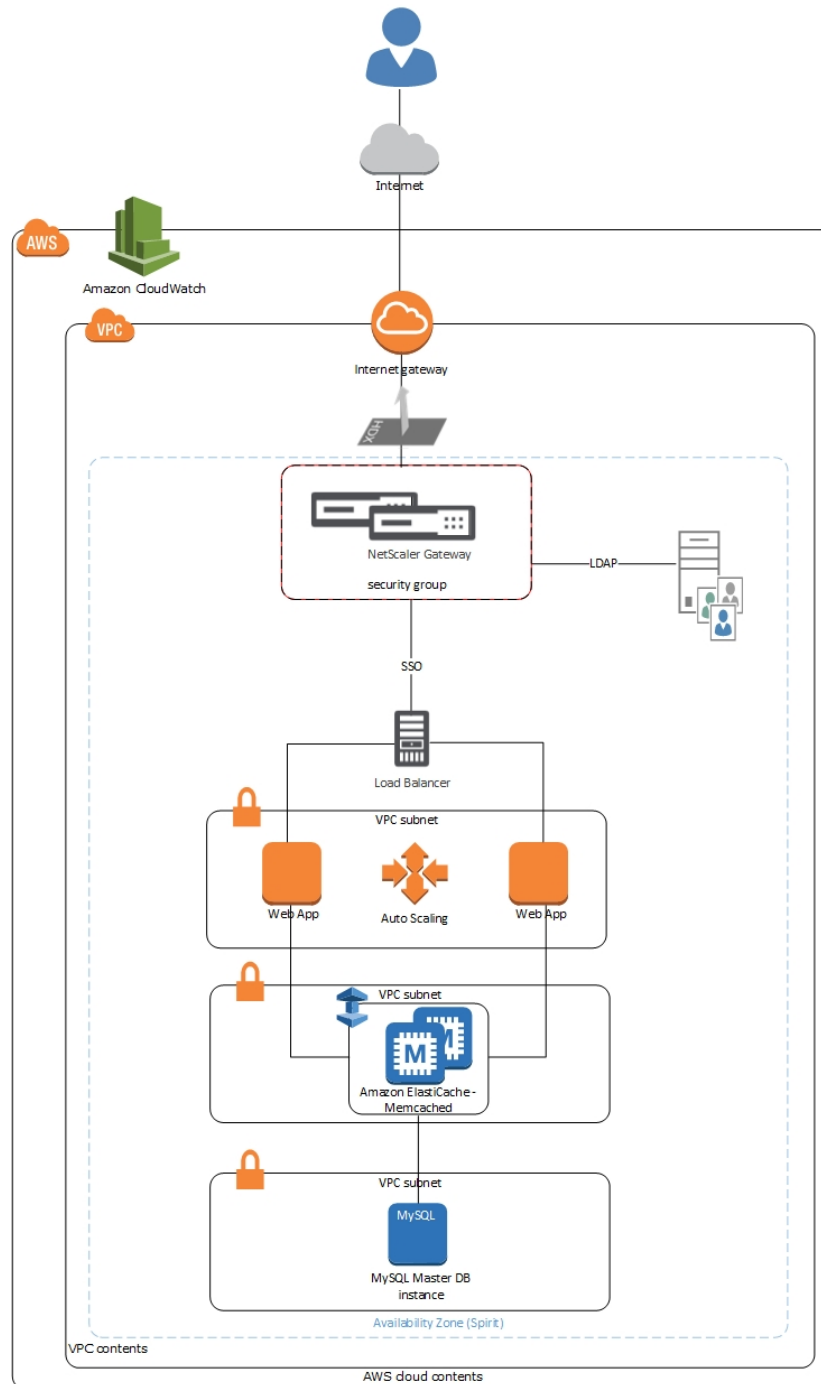 Internet
AWS
Amazon CloudWatch
VPC
Internet gateway
HDX
NetScaler Gateway
security group
LDAP
SSO
Load Balancer
VPC subnet
Web App
Auto Scaling
Web App
VPC subnet
M
M
Amazon ElastiCache -
Memcached
VPC subnet
MySQL
MySQL Master DB
instance
Availability Zone (Spirit)
VPC contents
AWS cloud contents